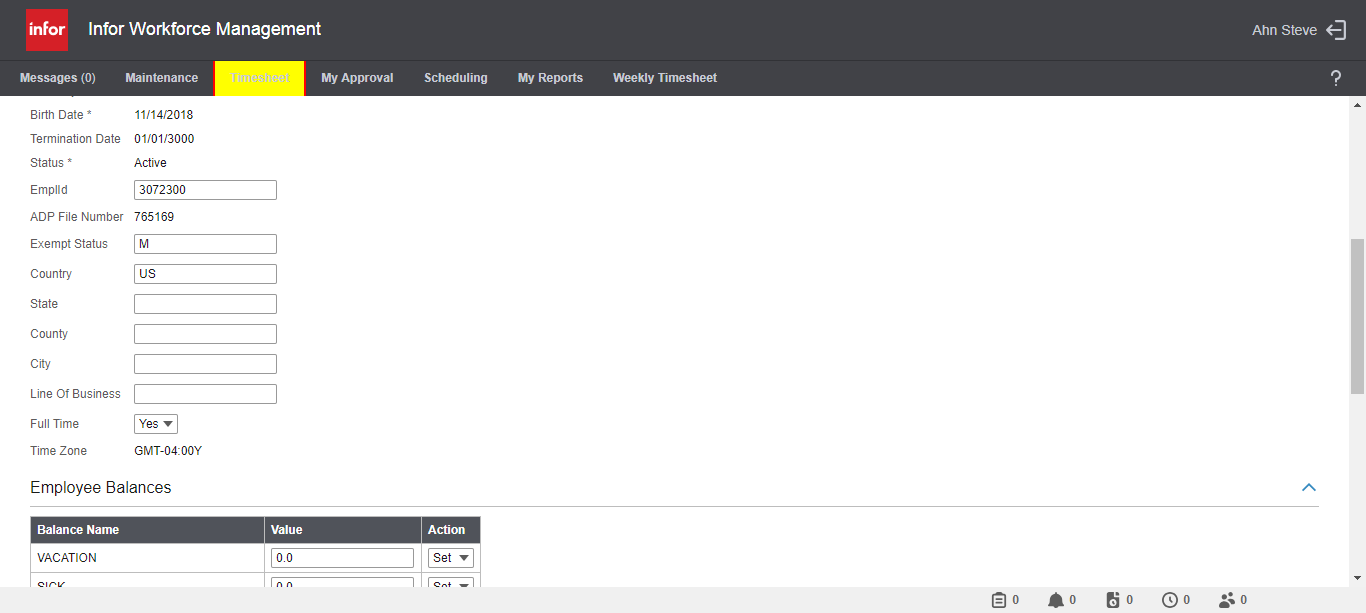 infor Infor Workforce Management Ahn Steve
Messages (0) Maintenance Timesheet My Approval Scheduling My Reports Weekly Timesheet ?
Birth Date * 11/14/2018
Termination Date 01/01/3000
Status * Active
EmplId 3072300
ADP File Number 765169
Exempt Status M
Country US
State
County
City
Line Of Business
Full Time Yes
Time Zone GMT-04:00Y
Employee Balances
Balance Name Value Action
VACATION 0.0 Set
SICK 0.0 Set
0 0 0 0 0